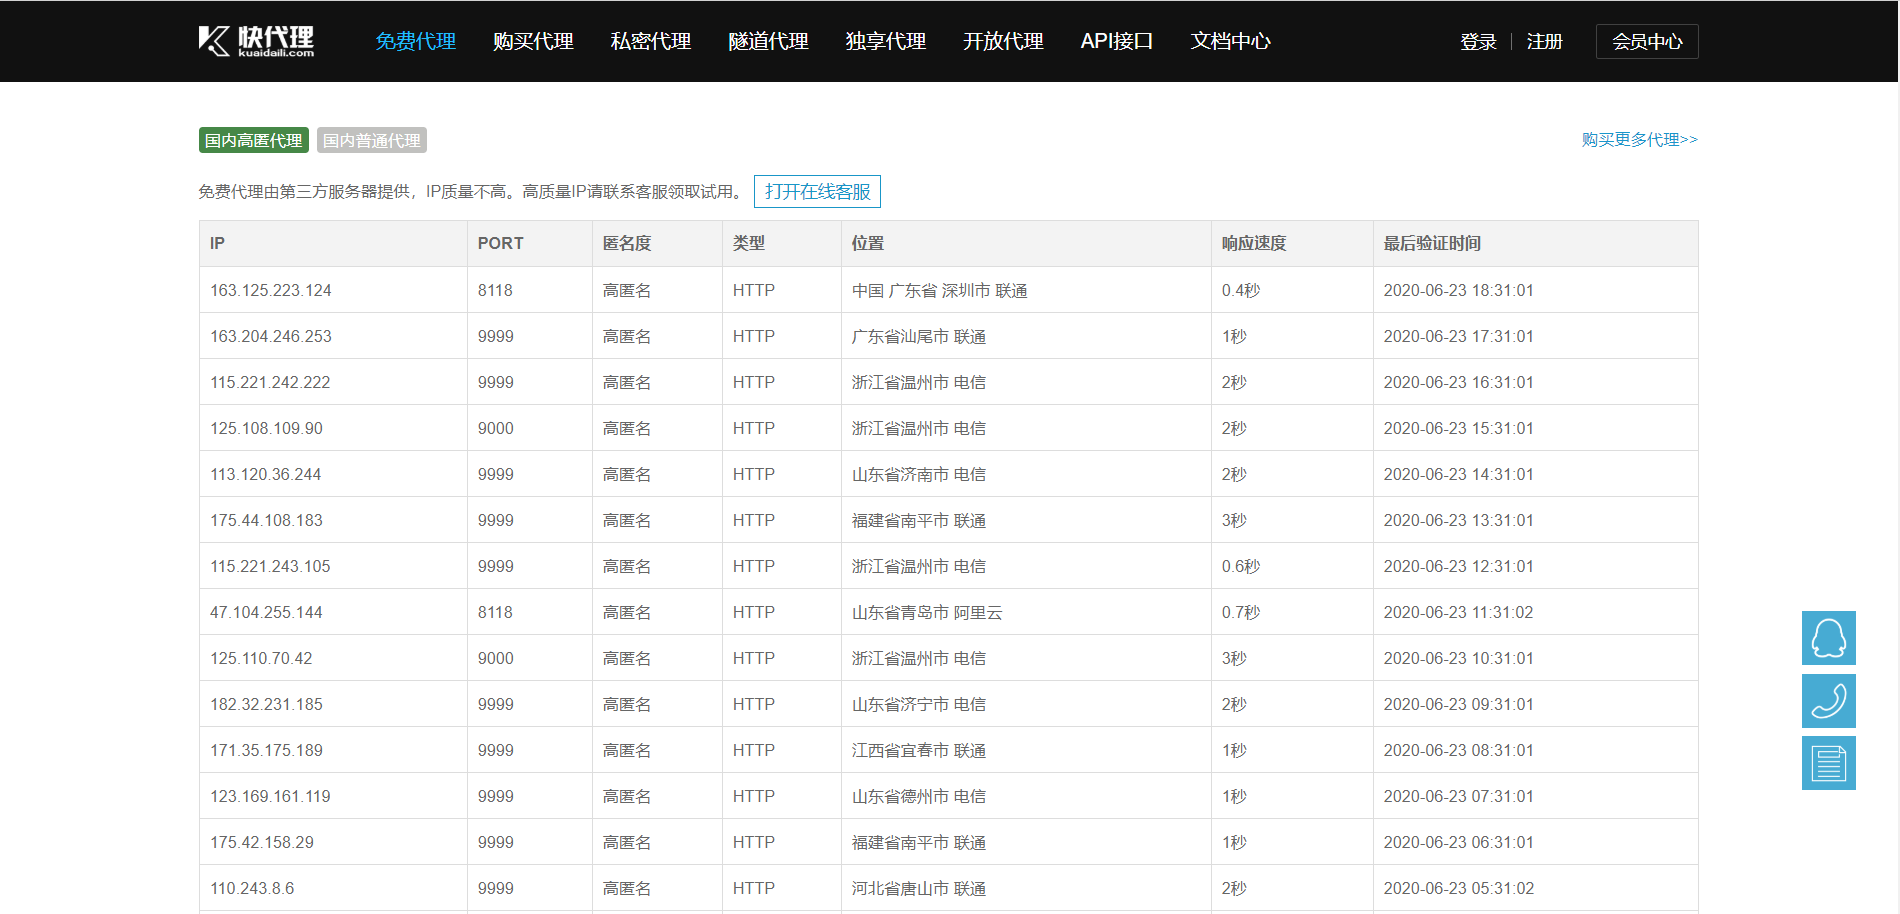 快代理 kuaidaili.com 免费代理 购买代理 私密代理 隧道代理 独享代理 开放代理 API接口 文档中心 登录 注册 会员中心
国内高匿代理 国内普通代理 购买更多代理>>
免费代理由第三方服务器提供，IP质量不高。高质量IP请联系客服领取试用。 打开在线客服
IP PORT 匿名度 类型 位置 响应速度 最后验证时间
163.125.223.124 8118 高匿名 HTTP 中国 广东省 深圳市 联通 0.4秒 2020-06-23 18:31:01
163.204.246.253 9999 高匿名 HTTP 广东省汕尾市 联通 1秒 2020-06-23 17:31:01
115.221.242.222 9999 高匿名 HTTP 浙江省温州市 电信 2秒 2020-06-23 16:31:01
125.108.109.90 9000 高匿名 HTTP 浙江省温州市 电信 2秒 2020-06-23 15:31:01
113.120.36.244 9999 高匿名 HTTP 山东省济南市 电信 2秒 2020-06-23 14:31:01
175.44.108.183 9999 高匿名 HTTP 福建省南平市 联通 3秒 2020-06-23 13:31:01
115.221.243.105 9999 高匿名 HTTP 浙江省温州市 电信 0.6秒 2020-06-23 12:31:01
47.104.255.144 8118 高匿名 HTTP 山东省青岛市 阿里云 0.7秒 2020-06-23 11:31:02
125.110.70.42 9000 高匿名 HTTP 浙江省温州市 电信 3秒 2020-06-23 10:31:01
182.32.231.185 9999 高匿名 HTTP 山东省济宁市 电信 2秒 2020-06-23 09:31:01
171.35.175.189 9999 高匿名 HTTP 江西省宜春市 联通 1秒 2020-06-23 08:31:01
123.169.161.119 9999 高匿名 HTTP 山东省德州市 电信 1秒 2020-06-23 07:31:01
175.42.158.29 9999 高匿名 HTTP 福建省南平市 联通 1秒 2020-06-23 06:31:01
110.243.8.6 9999 高匿名 HTTP 河北省唐山市 联通 2秒 2020-06-23 05:31:02